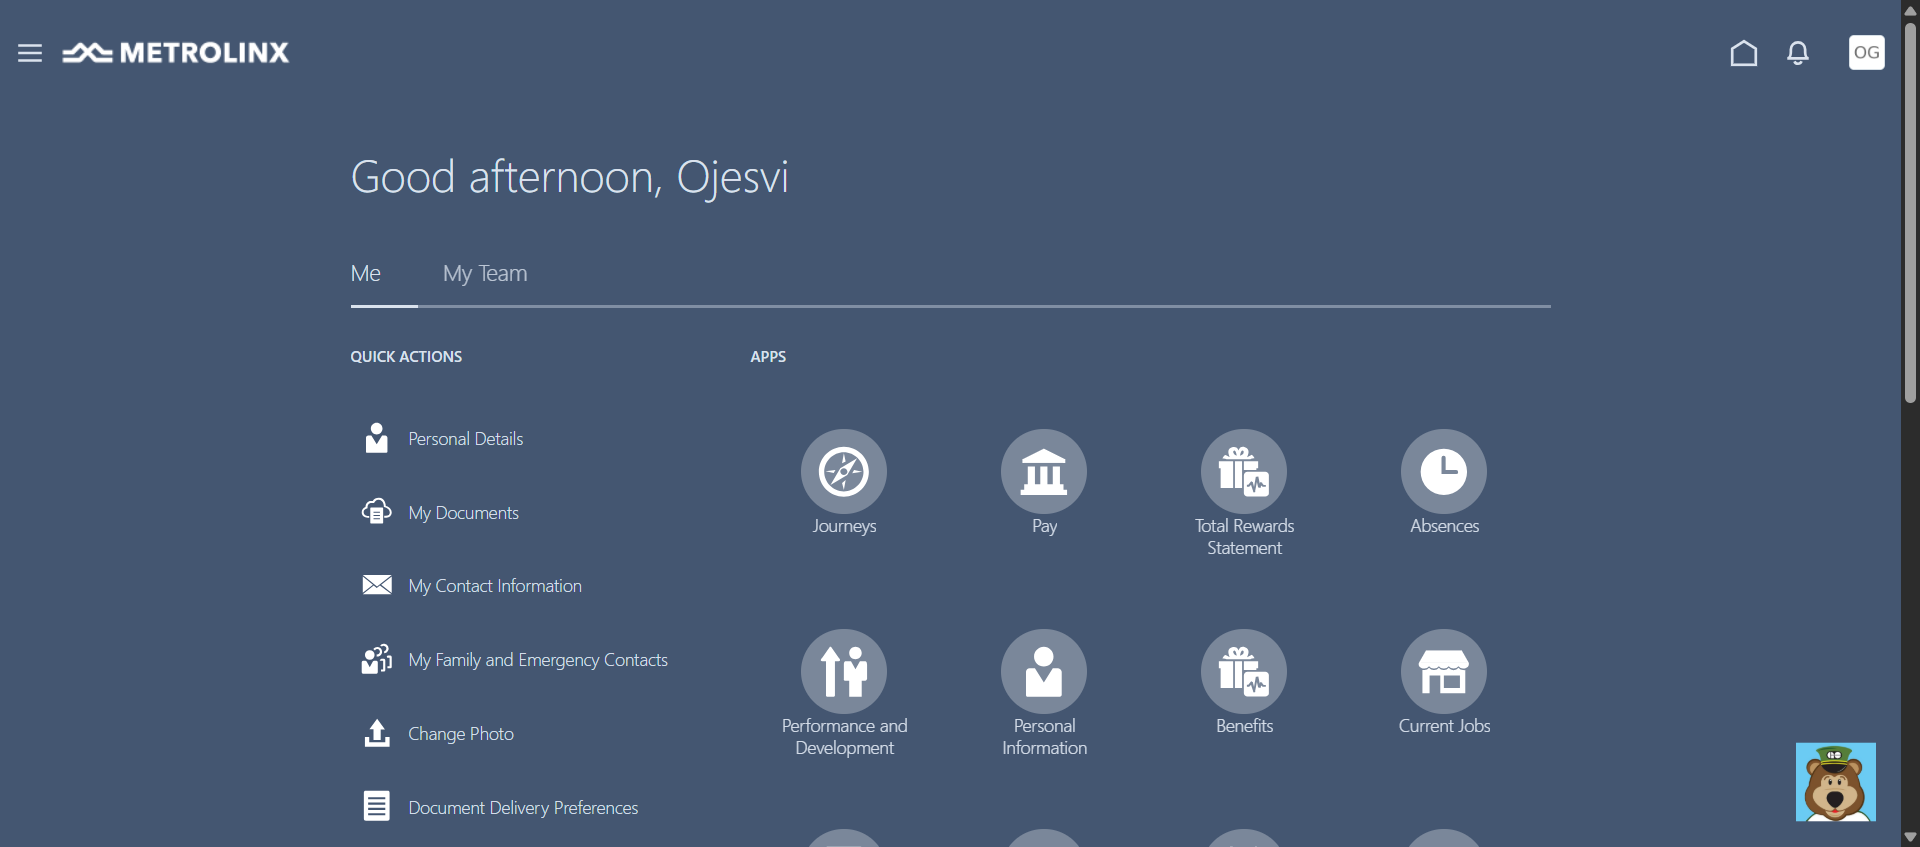 METROLINX
OG
Good afternoon, Ojesvi
Me
My Team
QUICK ACTIONS
APPS
Personal Details
My Documents
My Contact Information
My Family and Emergency Contacts
Change Photo
Document Delivery Preferences
Journeys
Pay
Total Rewards
Statement
Absences
Performance and
Development
Personal
Information
Benefits
Current Jobs